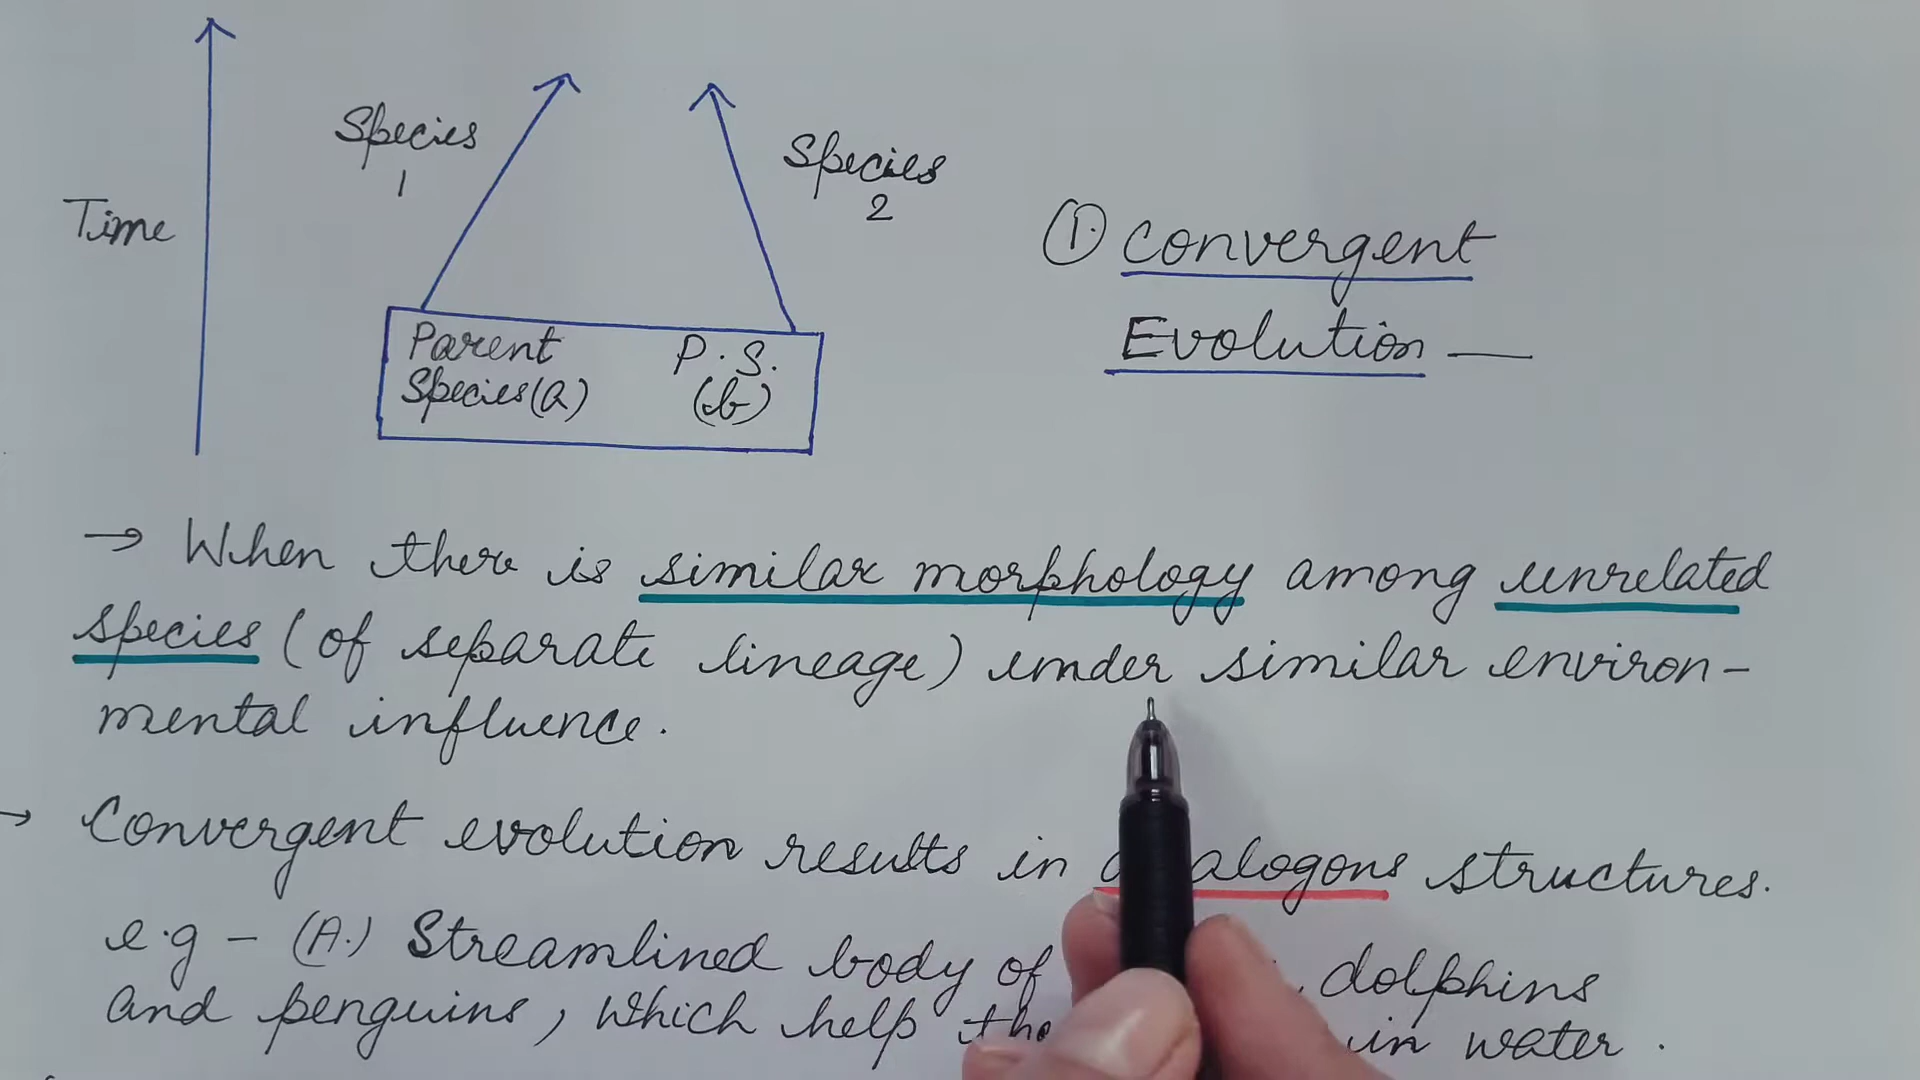 Time
Species
1
Species
2
Parent
Species(a)
P.S.
(b)
1. Convergent
Evolution —
→ When there is similar morphology among unrelated
species (of separate lineage) under similar environ-
mental influence.
→ Convergent evolution results in structures.
e.g - (A.) Streamlined body of , dolphins
and penguins, which help in water.